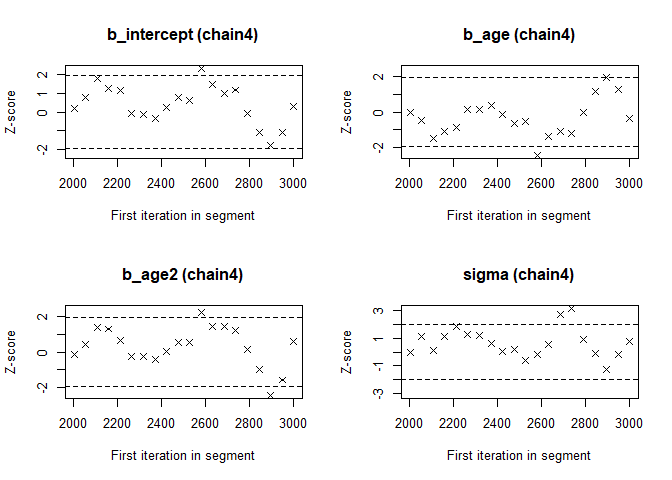 b_intercept (chain4)
Z-score
2
0
-2
2000 2200 2400 2600 2800 3000
First iteration in segment
b_age (chain4)
Z-score
2
0
-2
2000 2200 2400 2600 2800 3000
First iteration in segment
b_age2 (chain4)
Z-score
2
0
-2
2000 2200 2400 2600 2800 3000
First iteration in segment
sigma (chain4)
Z-score
3
1
-1
-3
2000 2200 2400 2600 2800 3000
First iteration in segment